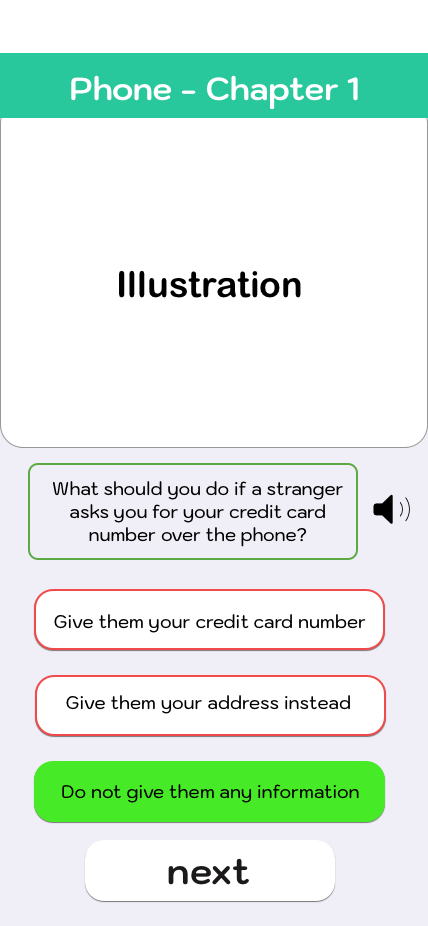 Phone - Chapter 1
Illustration
What should you do if a stranger
asks you for your credit card
number over the phone?
Give them your credit card number
Give them your address instead
Do not give them any information
next